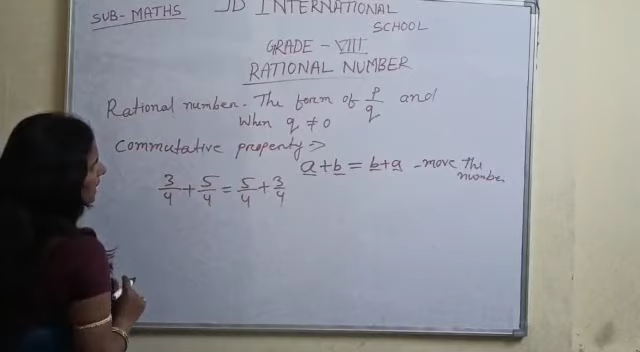 SUB- MATHS
JD INTERNATIONAL
SCHOOL
GRADE - VIII
RATIONAL NUMBER
Rational number. The form of p/q and
When q ≠ 0
Commutative property ⇒
a + b = b + a - move the
number
3/4 + 5/4 = 5/4 + 3/4